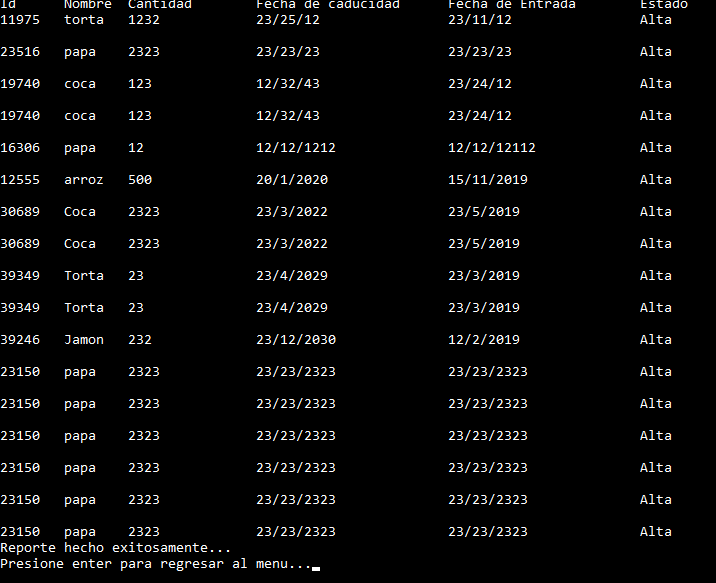 Id Nombre Cantidad Fecha de caducidad Fecha de Entrada Estado
11975 torta 1232 23/25/12 23/11/12 Alta
23516 papa 2323 23/23/23 23/23/23 Alta
19740 coca 123 12/32/43 23/24/12 Alta
19740 coca 123 12/32/43 23/24/12 Alta
16306 papa 12 12/12/1212 12/12/12112 Alta
12555 arroz 500 20/1/2020 15/11/2019 Alta
30689 Coca 2323 23/3/2022 23/5/2019 Alta
30689 Coca 2323 23/3/2022 23/5/2019 Alta
39349 Torta 23 23/4/2029 23/3/2019 Alta
39349 Torta 23 23/4/2029 23/3/2019 Alta
39246 Jamon 232 23/12/2030 12/2/2019 Alta
23150 papa 2323 23/23/2323 23/23/2323 Alta
23150 papa 2323 23/23/2323 23/23/2323 Alta
23150 papa 2323 23/23/2323 23/23/2323 Alta
23150 papa 2323 23/23/2323 23/23/2323 Alta
23150 papa 2323 23/23/2323 23/23/2323 Alta
23150 papa 2323 23/23/2323 23/23/2323 Alta
Reporte hecho exitosamente...
Presione enter para regresar al menu...